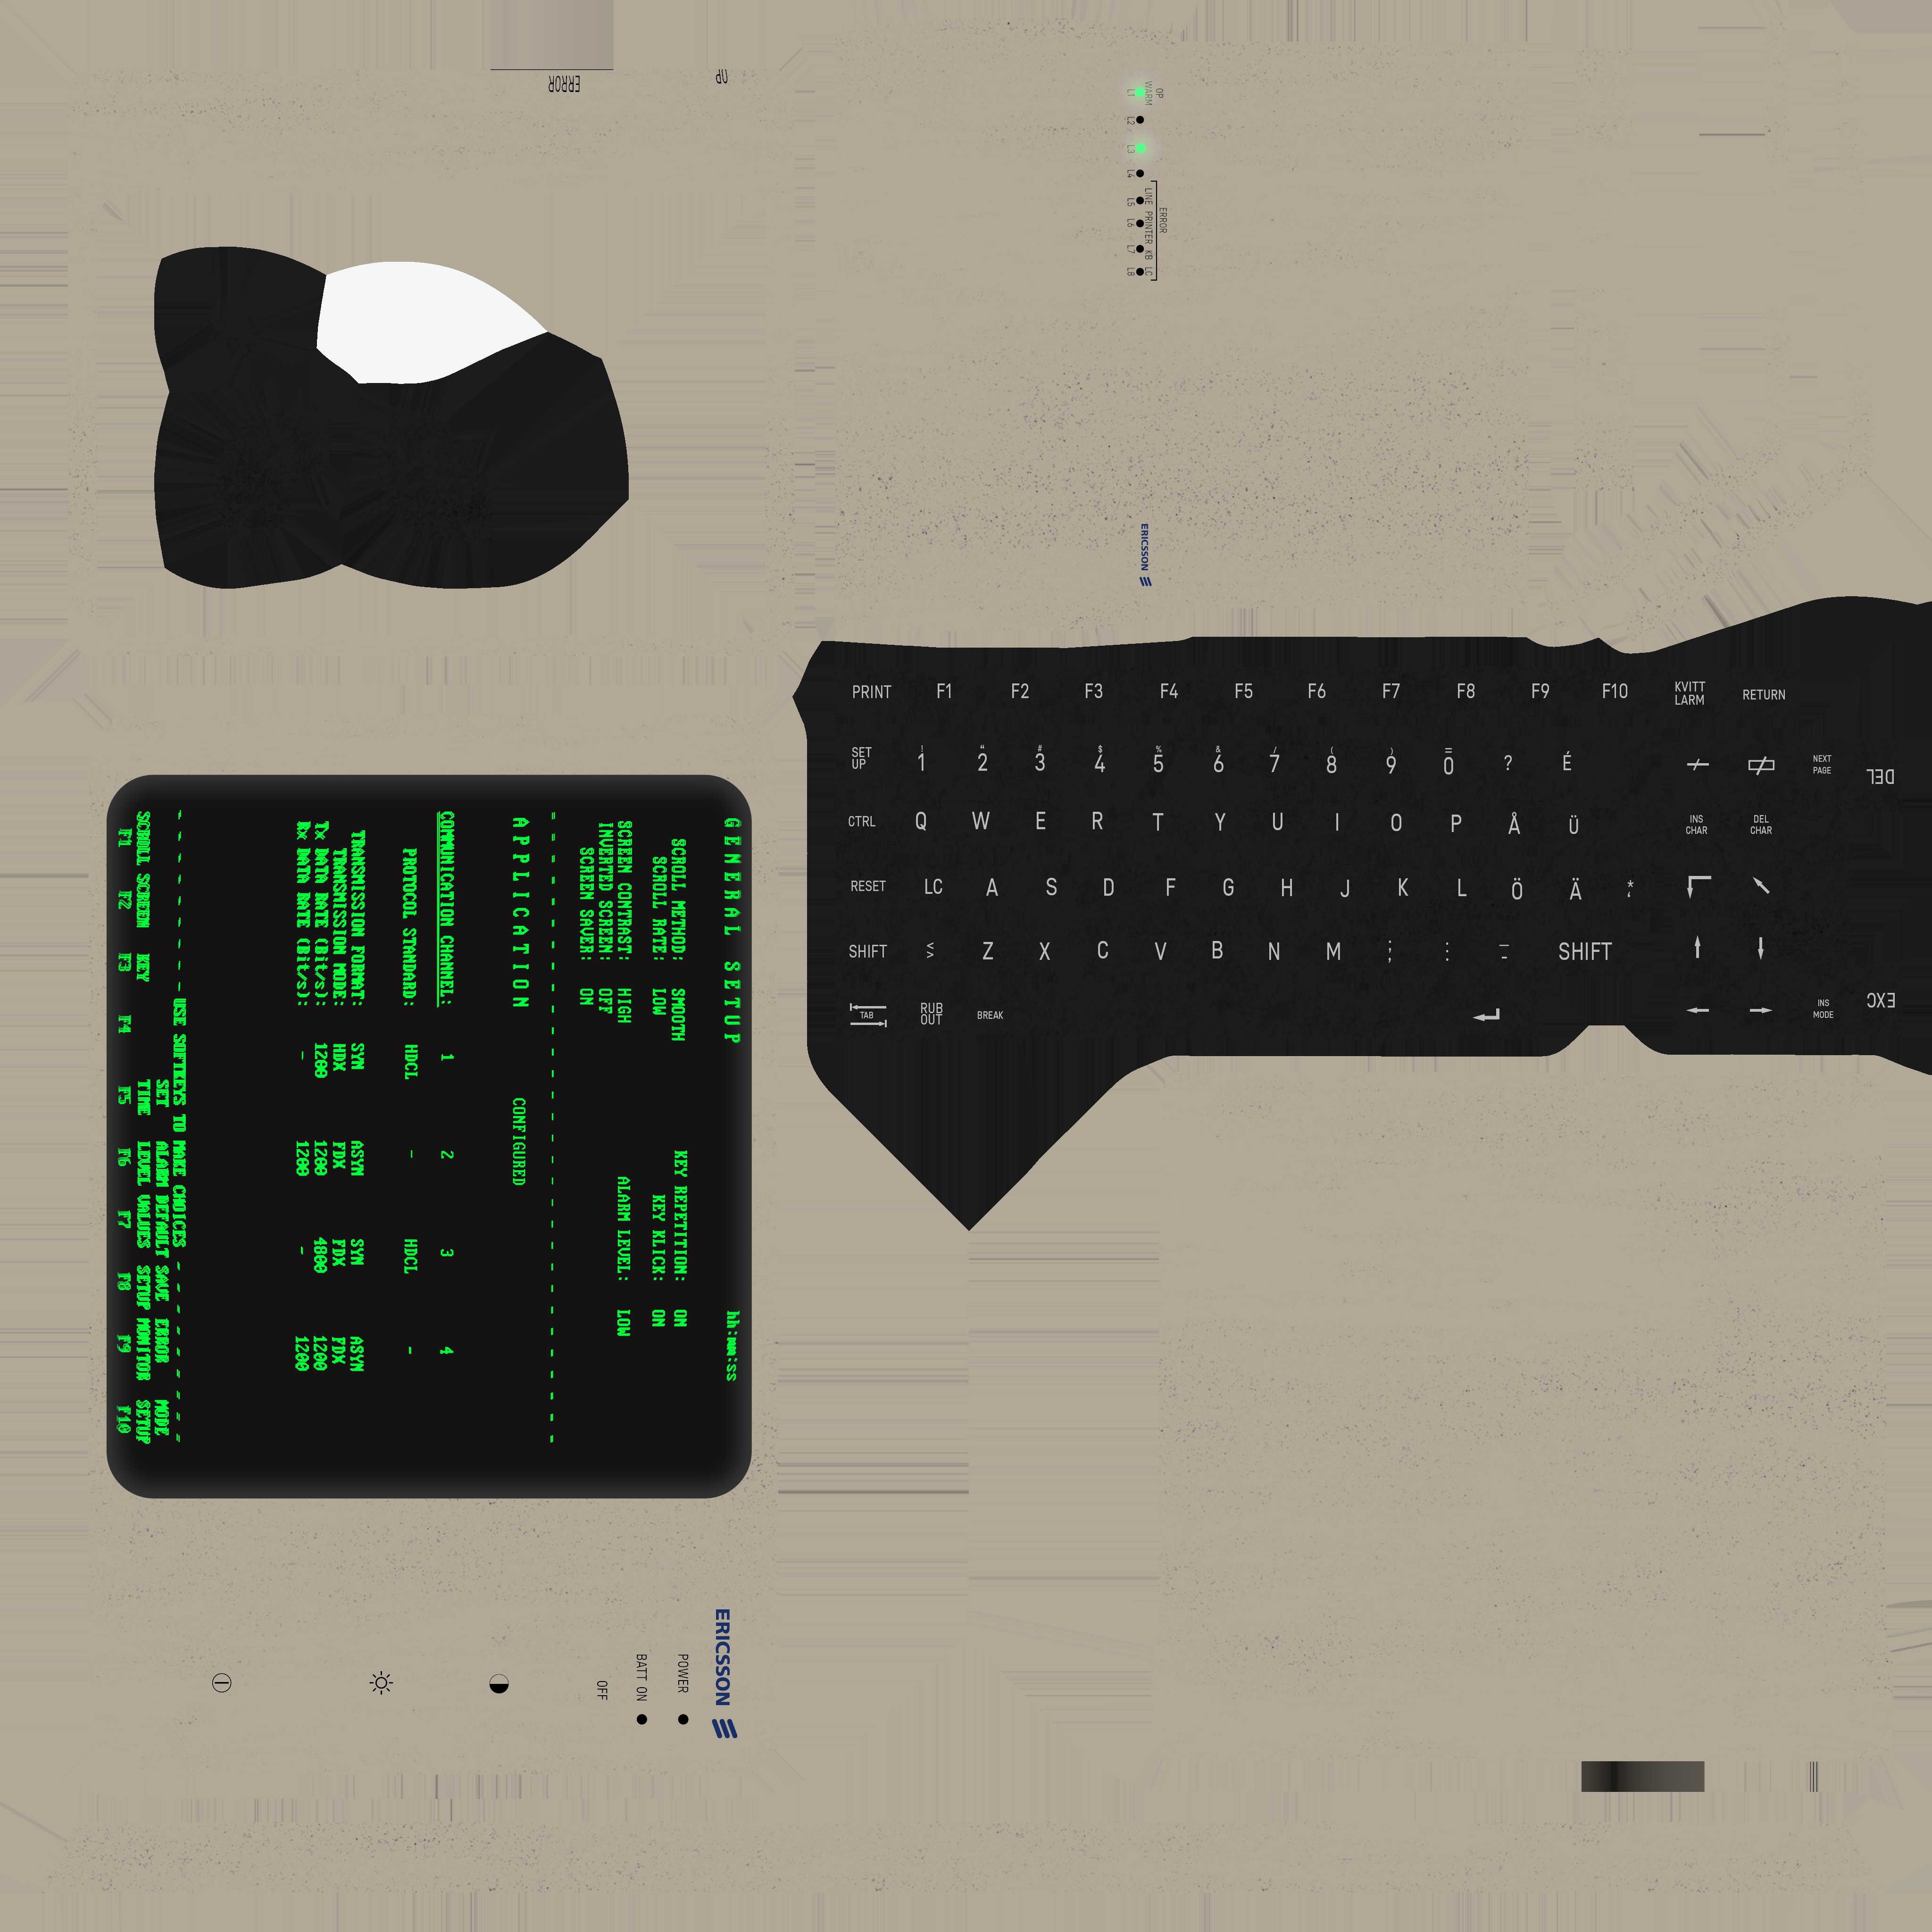 ERROR
OP
OP
WARM
L1
L2
L3
L4
L5
L6
L7
L8
LINE PRINTER KB LC
ERROR
ERICSSON
PRINT F1 F2 F3 F4 F5 F6 F7 F8 F9 F10 KVITT LARM RETURN
SET UP ! 1 “ 2 # 3 $ 4 % 5 & 6 / 7 ( 8 ) 9 = 0 ? É NEXT PAGE DEL
CTRL Q W E R T Y U I O P Å Ü INS CHAR DEL CHAR
RESET LC A S D F G H J K L Ö Ä * '
SHIFT < > Z X C V B N M ; , : . _ - SHIFT
TAB RUB OUT BREAK INS MODE EXC
GENERAL SETUP hh:mm:ss
SCROLL METHOD: SMOOTH KEY REPETITION: ON
SCROLL RATE: LOW KEY KLICK: ON
SCREEN CONTRAST: HIGH ALARM LEVEL: LOW
INVERTED SCREEN: OFF
SCREEN SAVER: ON
- - - - - - - - - - - - - - - - - - - - - - - - - - - - - - - - - - -
APPLICATION CONFIGURED
COMMUNICATION CHANNEL: 1 2 3 4
PROTOCOL STANDARD: HDCL - HDCL -
TRANSMISSION FORMAT: SYN ASYN SYN ASYN
TRANSMISSION MODE: HDX FDX FDX FDX
Tx DATA RATE (Bit/s): 1200 1200 4800 1200
Rx DATA RATE (Bit/s): - 1200 - 1200
- - - - - - - - - - USE SOFTKEYS TO MAKE CHOICES - - - - - - - - - -
SET ALARM DEFAULT SAVE ERROR MODE
SCROLL SCREEN KEY TIME LEVEL VALUES SETUP MONITOR SETUP
F1 F2 F3 F4 F5 F6 F7 F8 F9 F10
ERICSSON
POWER
BATT ON
OFF